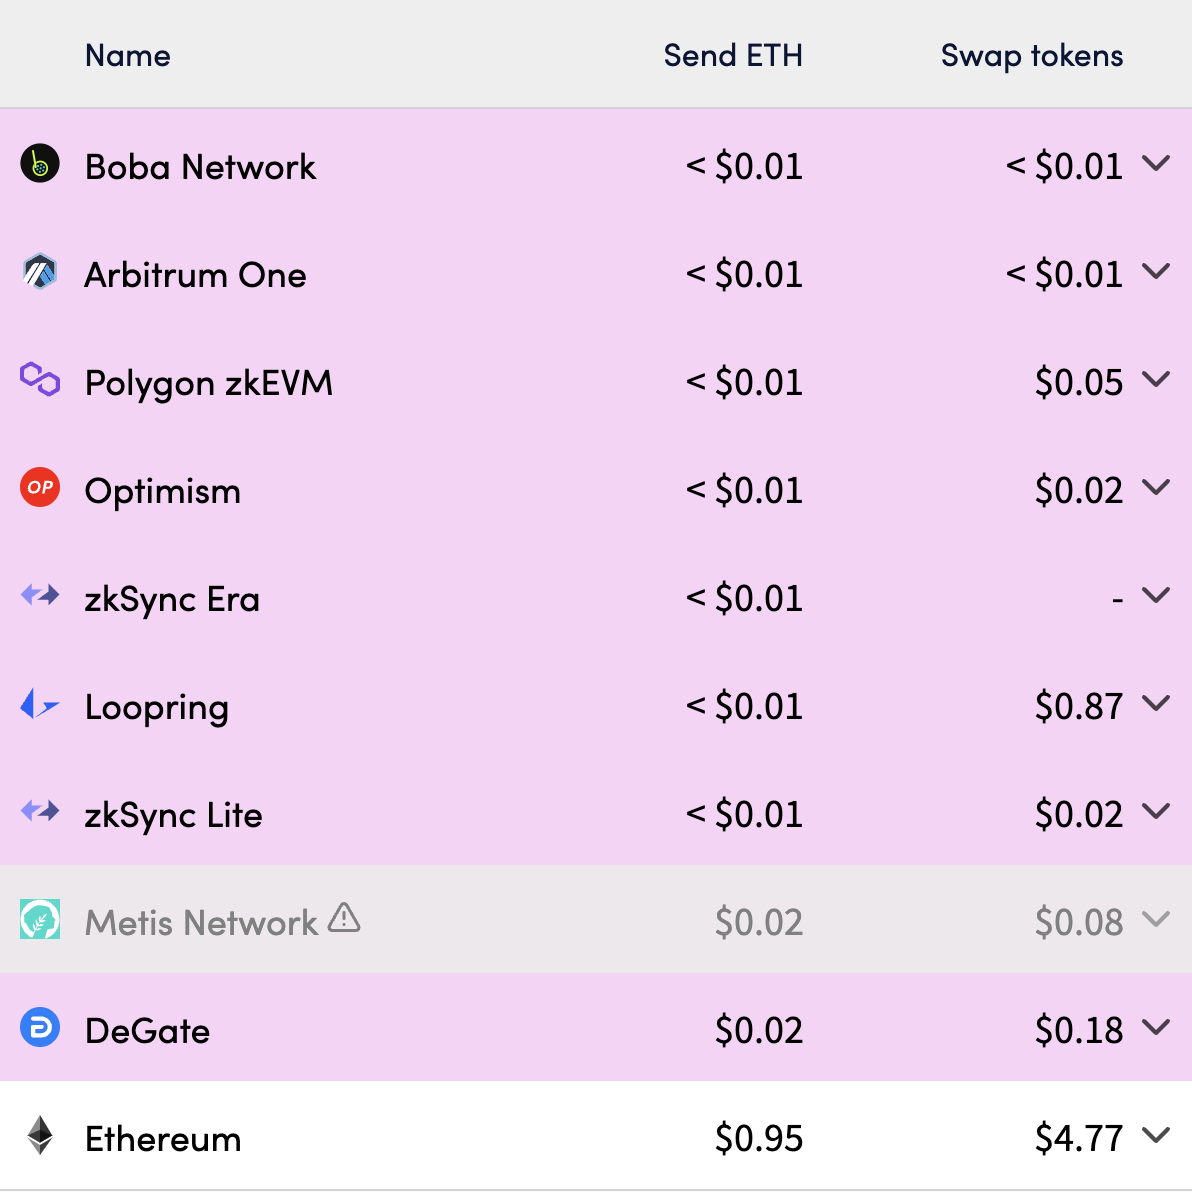 Name Send ETH Swap tokens
Boba Network < $0.01 < $0.01
Arbitrum One < $0.01 < $0.01
Polygon zkEVM < $0.01 $0.05
OP Optimism < $0.01 $0.02
zkSync Era < $0.01 -
Loopring < $0.01 $0.87
zkSync Lite < $0.01 $0.02
Metis Network $0.02 $0.08
DeGate $0.02 $0.18
Ethereum $0.95 $4.77